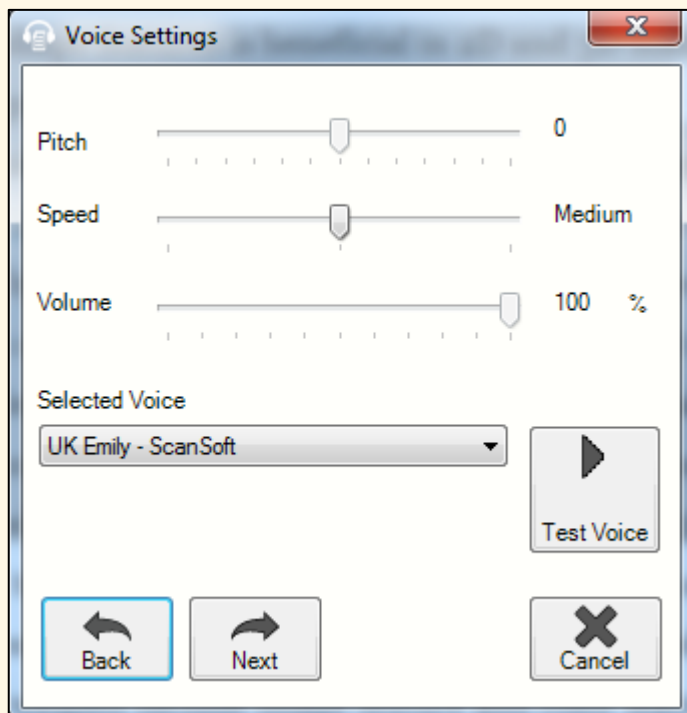 Voice Settings
Pitch 0
Speed Medium
Volume 100 %
Selected Voice
UK Emily - ScanSoft
Test Voice
Back Next Cancel